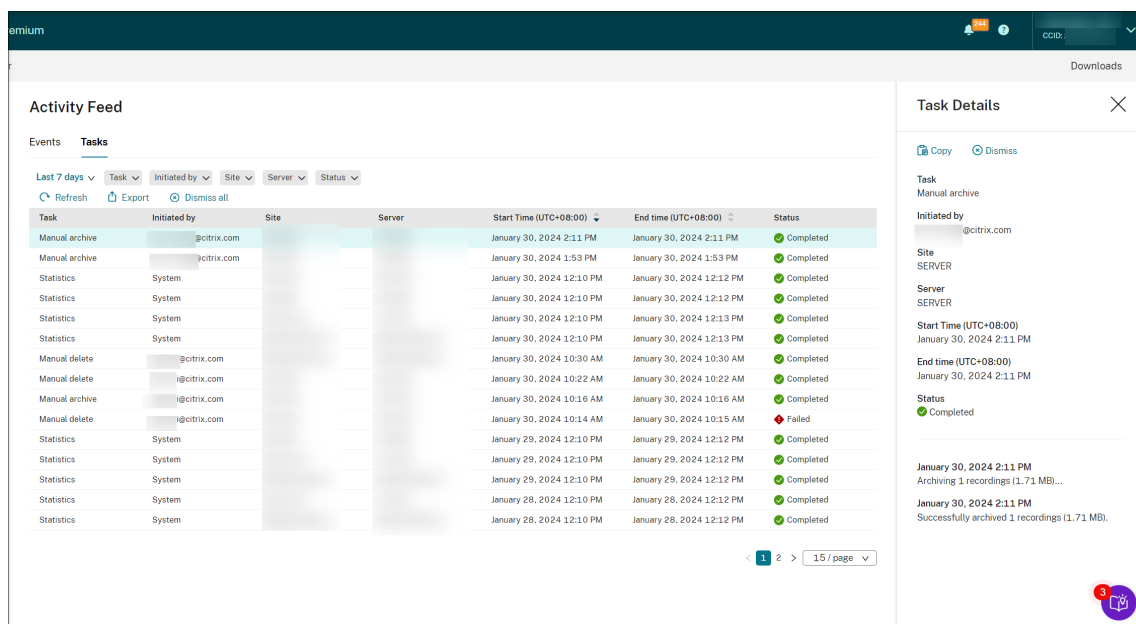 emium
244
?
CCID:
r
Downloads
Activity Feed
Events Tasks
Last 7 days Task Initiated by Site Server Status
Refresh Export Dismiss all
Task Initiated by Site Server Start Time (UTC+08:00) End time (UTC+08:00) Status
Manual archive @citrix.com January 30, 2024 2:11 PM January 30, 2024 2:11 PM Completed
Manual archive @citrix.com January 30, 2024 1:53 PM January 30, 2024 1:53 PM Completed
Statistics System January 30, 2024 12:10 PM January 30, 2024 12:12 PM Completed
Statistics System January 30, 2024 12:10 PM January 30, 2024 12:12 PM Completed
Statistics System January 30, 2024 12:10 PM January 30, 2024 12:13 PM Completed
Statistics System January 30, 2024 12:10 PM January 30, 2024 12:13 PM Completed
Manual delete @citrix.com January 30, 2024 10:30 AM January 30, 2024 10:30 AM Completed
Manual delete i@citrix.com January 30, 2024 10:22 AM January 30, 2024 10:22 AM Completed
Manual archive i@citrix.com January 30, 2024 10:16 AM January 30, 2024 10:16 AM Completed
Manual delete i@citrix.com January 30, 2024 10:14 AM January 30, 2024 10:15 AM Failed
Statistics System January 29, 2024 12:10 PM January 29, 2024 12:12 PM Completed
Statistics System January 29, 2024 12:10 PM January 29, 2024 12:12 PM Completed
Statistics System January 29, 2024 12:10 PM January 29, 2024 12:12 PM Completed
Statistics System January 28, 2024 12:10 PM January 28, 2024 12:12 PM Completed
Statistics System January 28, 2024 12:10 PM January 28, 2024 12:12 PM Completed
1 2 15 / page
Task Details
Copy Dismiss
Task
Manual archive
Initiated by
@citrix.com
Site
SERVER
Server
SERVER
Start Time (UTC+08:00)
January 30, 2024 2:11 PM
End time (UTC+08:00)
January 30, 2024 2:11 PM
Status
Completed
January 30, 2024 2:11 PM
Archiving 1 recordings (1.71 MB)...
January 30, 2024 2:11 PM
Successfully archived 1 recordings (1.71 MB).
3